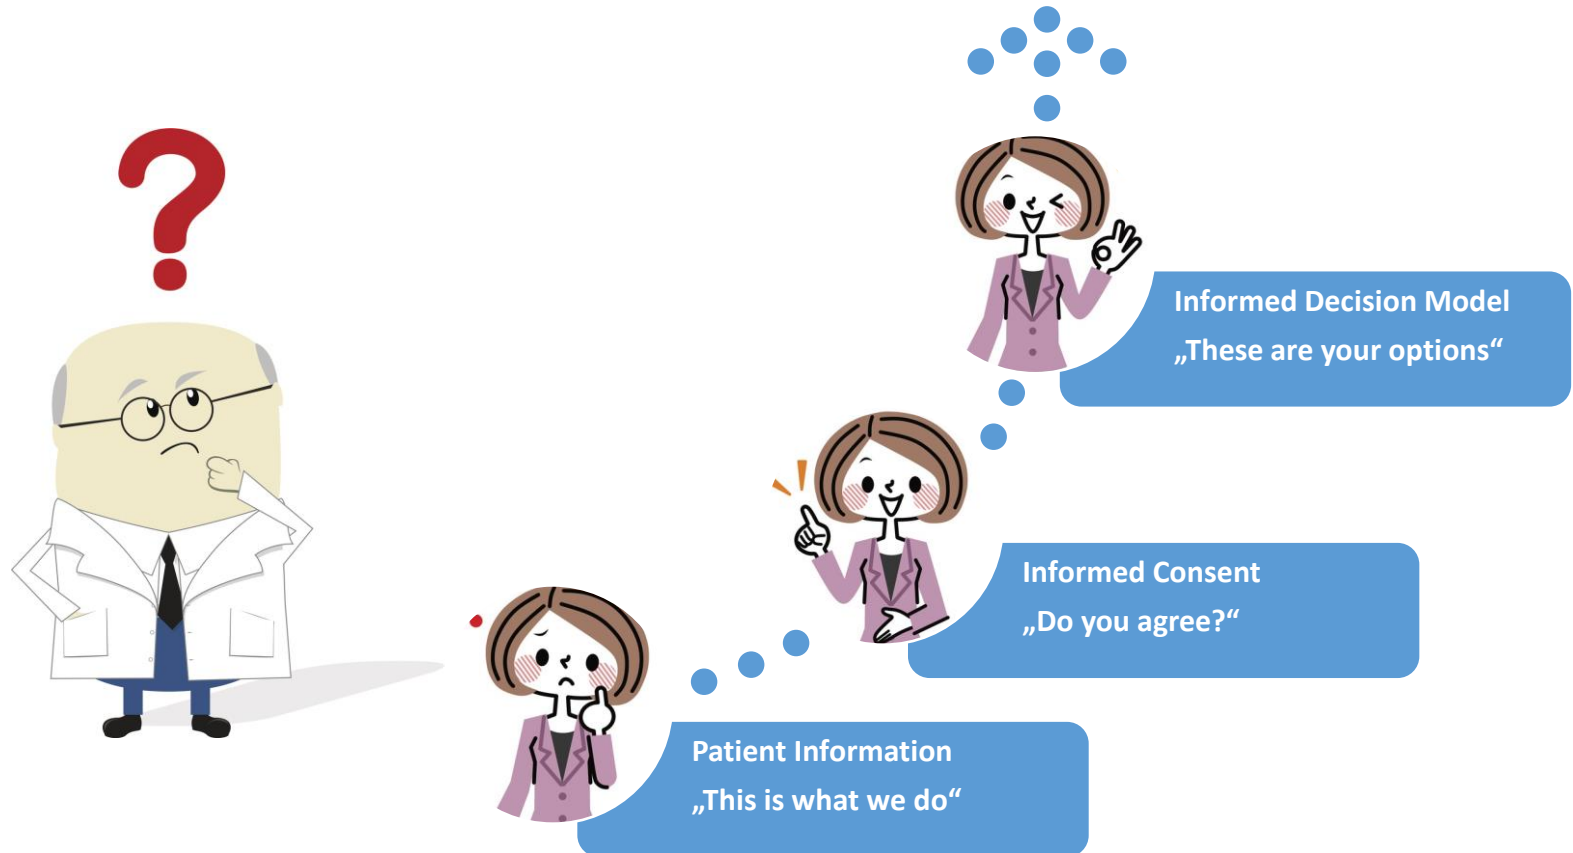 ?
Informed Decision Model
„These are your options“
Informed Consent
„Do you agree?“
Patient Information
„This is what we do“